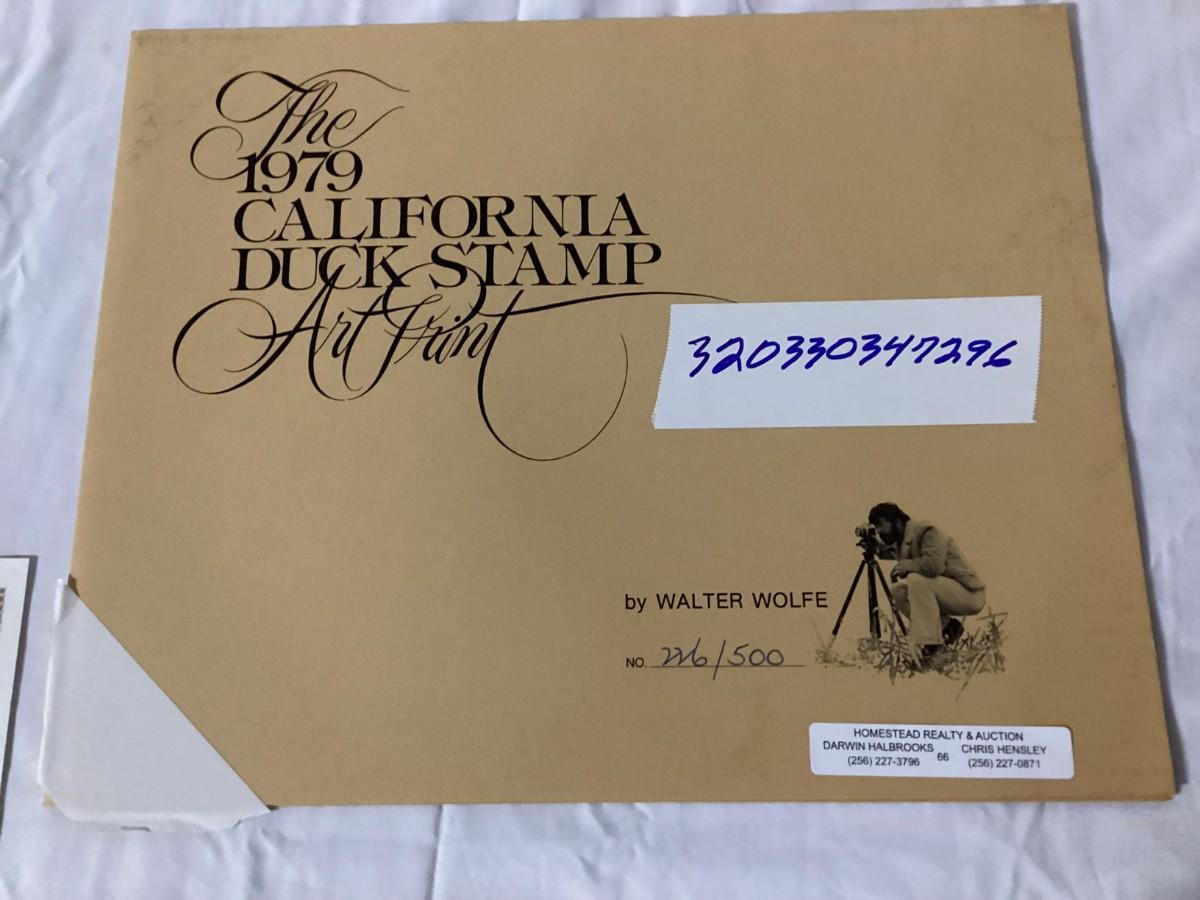 The
1979
CALIFORNIA
DUCK STAMP
Art Print
320330347296
by WALTER WOLFE
NO. 226/500
HOMESTEAD REALTY & AUCTION
DARWIN HALBROOKS 66 CHRIS HENSLEY
(256) 227-3796 (256) 227-0871